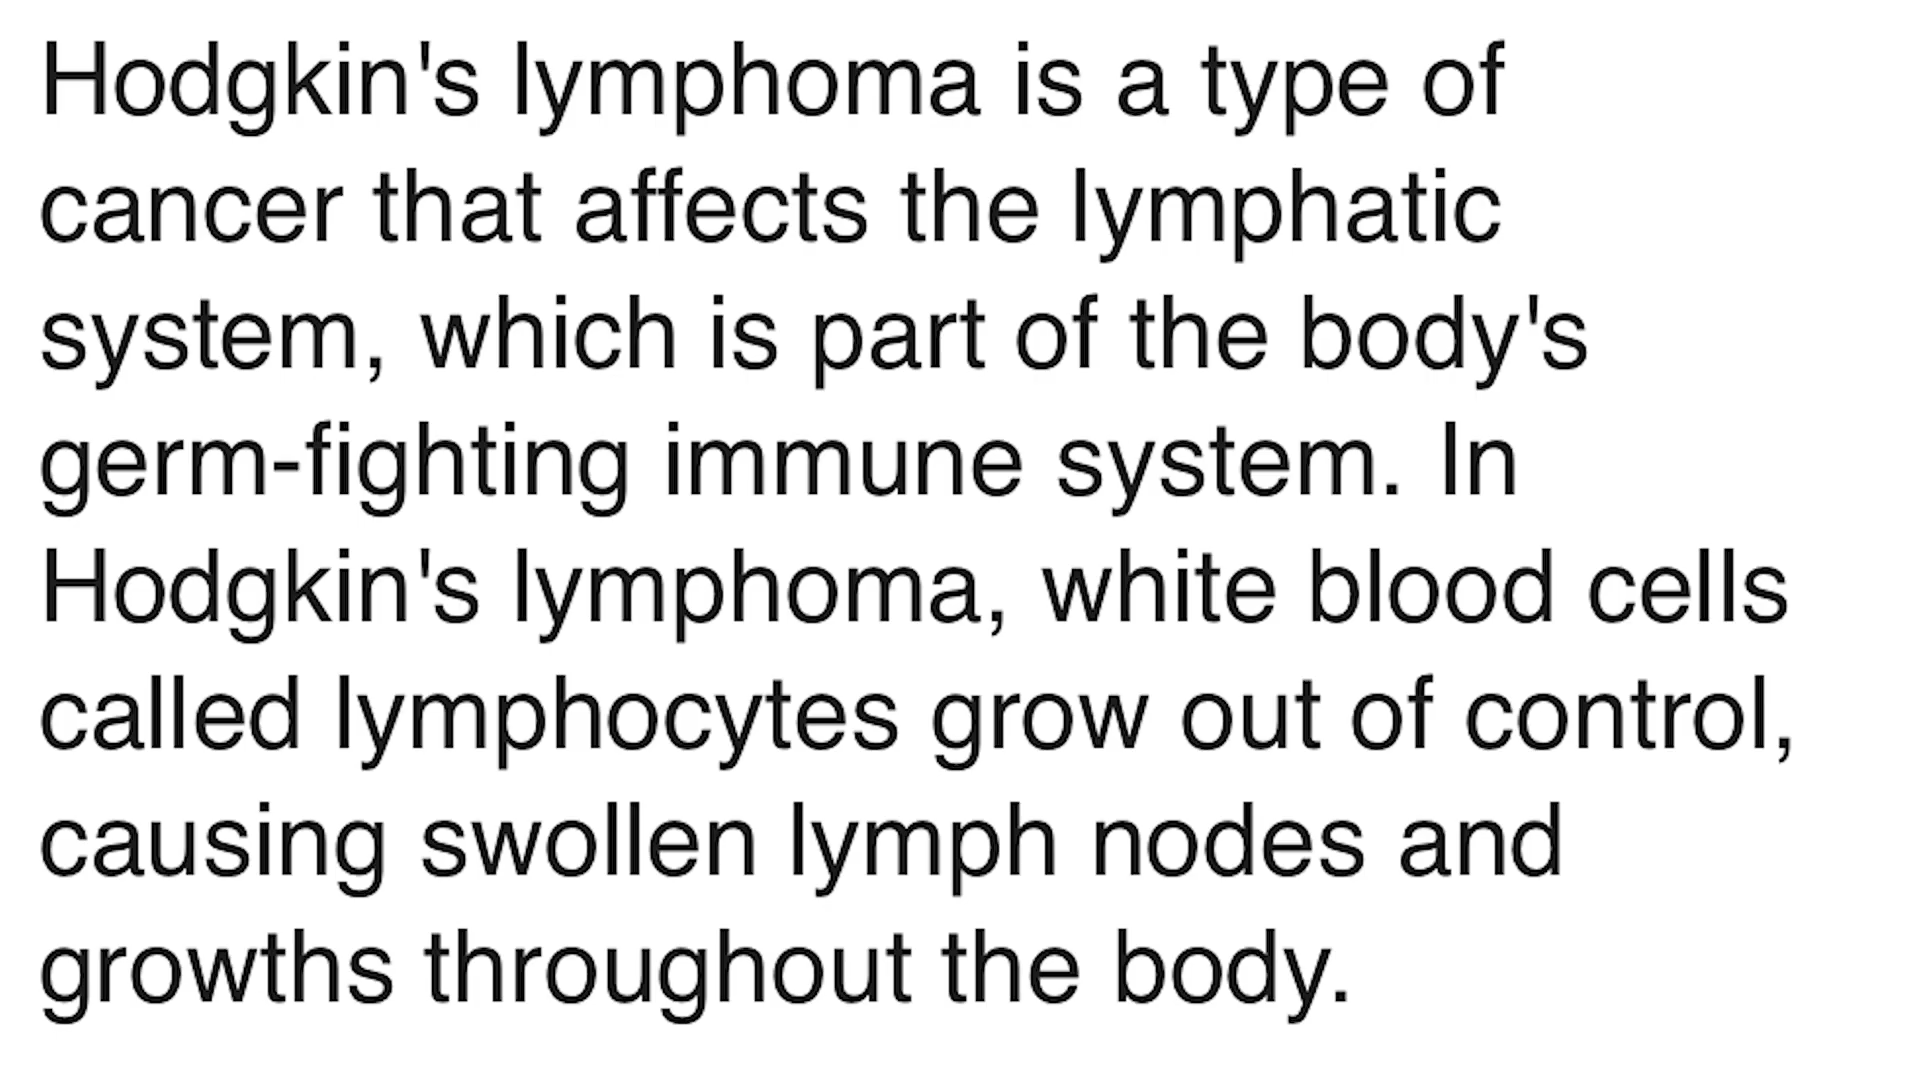 Hodgkin's lymphoma is a type of
cancer that affects the lymphatic
system, which is part of the body's
germ-fighting immune system. In
Hodgkin's lymphoma, white blood cells
called lymphocytes grow out of control,
causing swollen lymph nodes and
growths throughout the body.